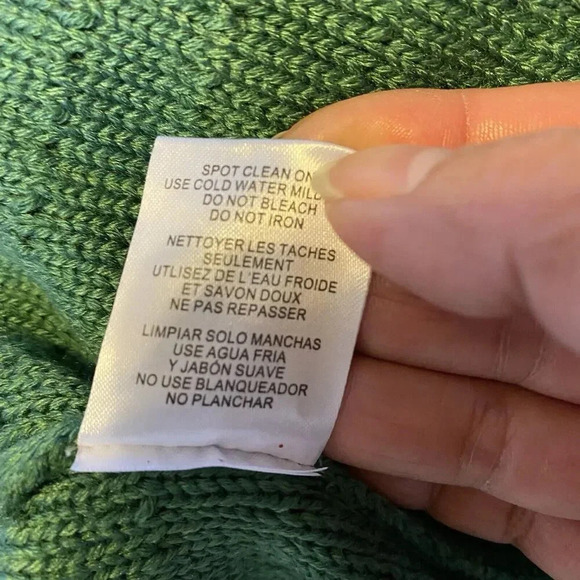 SPOT CLEAN ON
USE COLD WATER MIL
DO NOT BLEACH
DO NOT IRON
NETTOYER LES TACHES
SEULEMENT
UTLISEZ DE L'EAU FROIDE
ET SAVON DOUX
NE PAS REPASSER
LIMPIAR SOLO MANCHAS
USE AGUA FRIA
Y JABÓN SUAVE
NO USE BLANQUEADOR
NO PLANCHAR